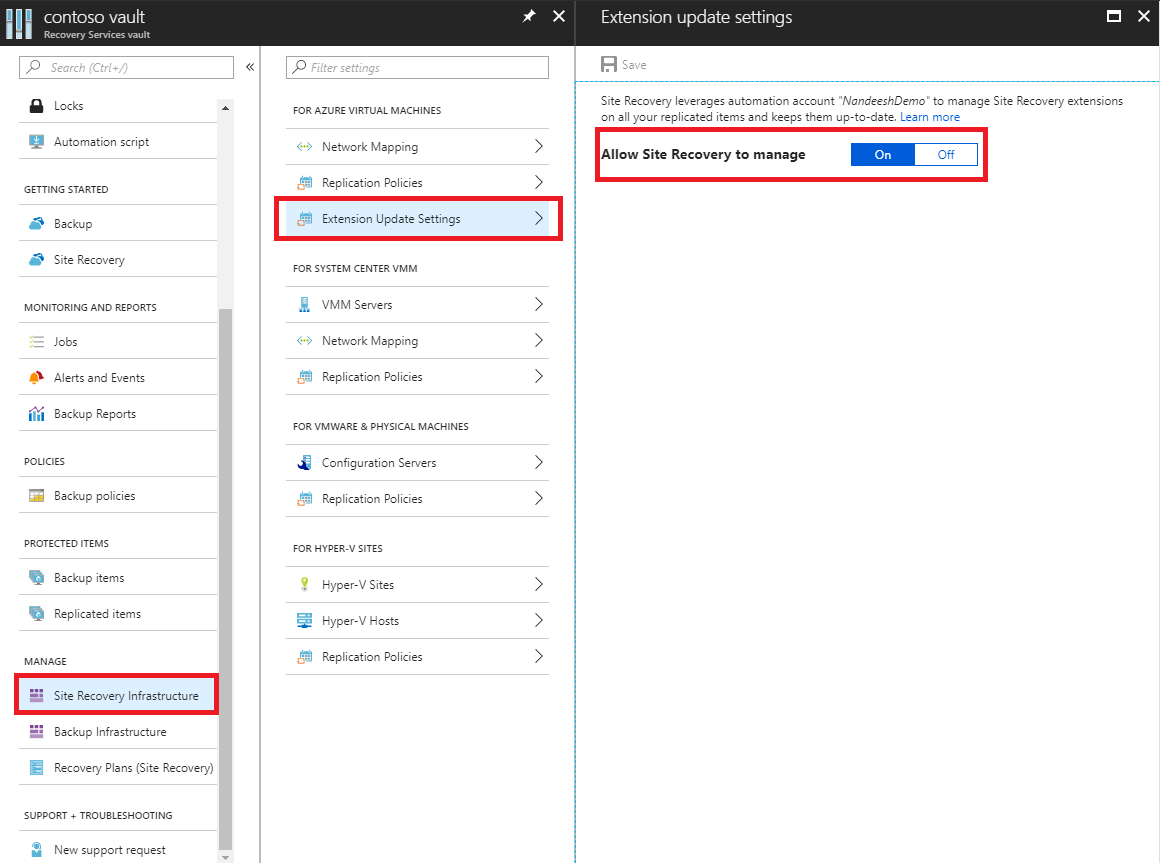 contoso vault
Recovery Services vault
Search (Ctrl+/)
«
Locks
Automation script
GETTING STARTED
Backup
Site Recovery
MONITORING AND REPORTS
Jobs
Alerts and Events
Backup Reports
POLICIES
Backup policies
PROTECTED ITEMS
Backup items
Replicated items
MANAGE
Site Recovery Infrastructure
Backup Infrastructure
Recovery Plans (Site Recovery)
SUPPORT + TROUBLESHOOTING
New support request
Filter settings
FOR AZURE VIRTUAL MACHINES
Network Mapping
Replication Policies
Extension Update Settings
FOR SYSTEM CENTER VMM
VMM Servers
Network Mapping
Replication Policies
FOR VMWARE & PHYSICAL MACHINES
Configuration Servers
Replication Policies
FOR HYPER-V SITES
Hyper-V Sites
Hyper-V Hosts
Replication Policies
Extension update settings
Save
Site Recovery leverages automation account "NandeeshDemo" to manage Site Recovery extensions
on all your replicated items and keeps them up-to-date. Learn more
Allow Site Recovery to manage On Off